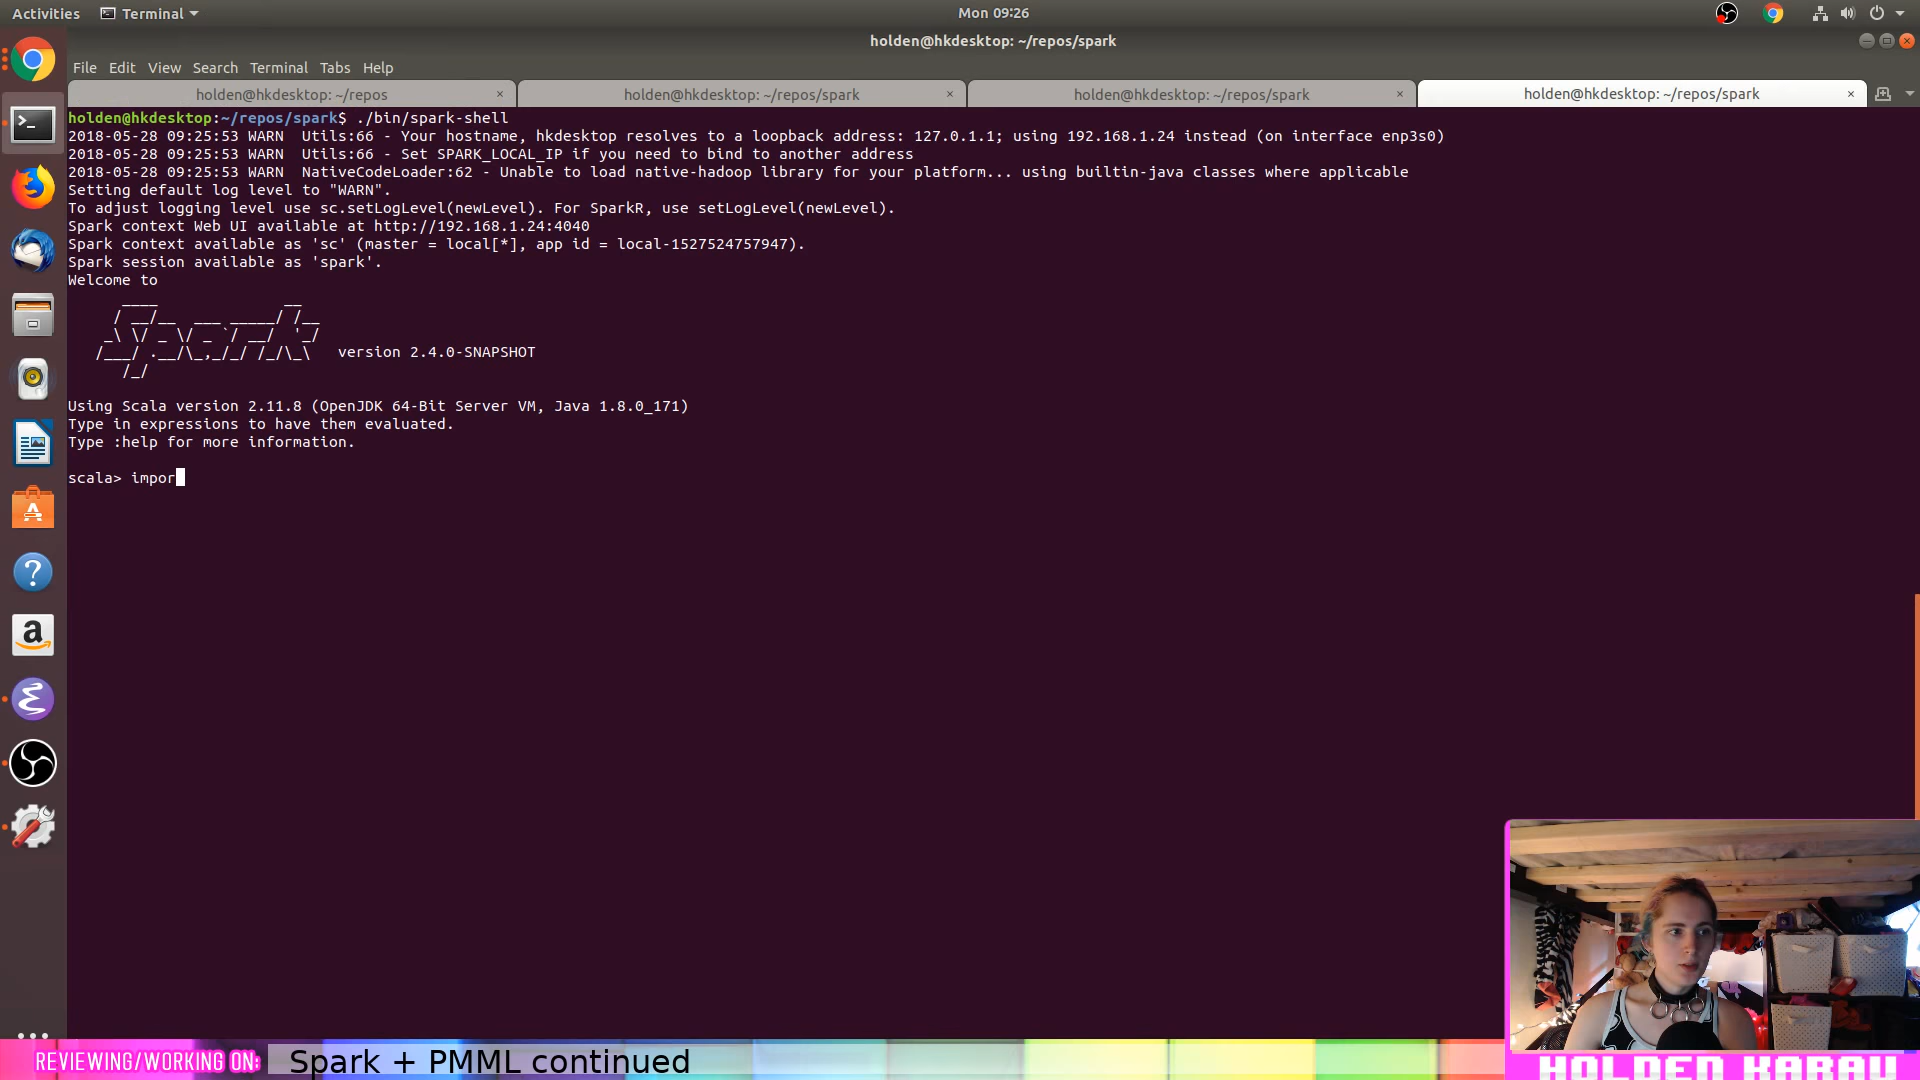 Activities Terminal Mon 09:26
holden@hkdesktop: ~/repos/spark
File Edit View Search Terminal Tabs Help
holden@hkdesktop: ~/repos × holden@hkdesktop: ~/repos/spark × holden@hkdesktop: ~/repos/spark × holden@hkdesktop: ~/repos/spark ×
holden@hkdesktop:~/repos/spark$ ./bin/spark-shell
2018-05-28 09:25:53 WARN  Utils:66 - Your hostname, hkdesktop resolves to a loopback address: 127.0.1.1; using 192.168.1.24 instead (on interface enp3s0)
2018-05-28 09:25:53 WARN  Utils:66 - Set SPARK_LOCAL_IP if you need to bind to another address
2018-05-28 09:25:53 WARN  NativeCodeLoader:62 - Unable to load native-hadoop library for your platform... using builtin-java classes where applicable
Setting default log level to "WARN".
To adjust logging level use sc.setLogLevel(newLevel). For SparkR, use setLogLevel(newLevel).
Spark context Web UI available at http://192.168.1.24:4040
Spark context available as 'sc' (master = local[*], app id = local-1527524757947).
Spark session available as 'spark'.
Welcome to
      ____              __
     / __/__  ___ _____/ /__
    _\ \/ _ \/ _ `/ __/  '_/
   /___/ .__/\_,_/_/ /_/\_\   version 2.4.0-SNAPSHOT
      /_/
Using Scala version 2.11.8 (OpenJDK 64-Bit Server VM, Java 1.8.0_171)
Type in expressions to have them evaluated.
Type :help for more information.
scala> impor
REVIEWING/WORKING ON: Spark + PMML continued
HOLDEN KARAU